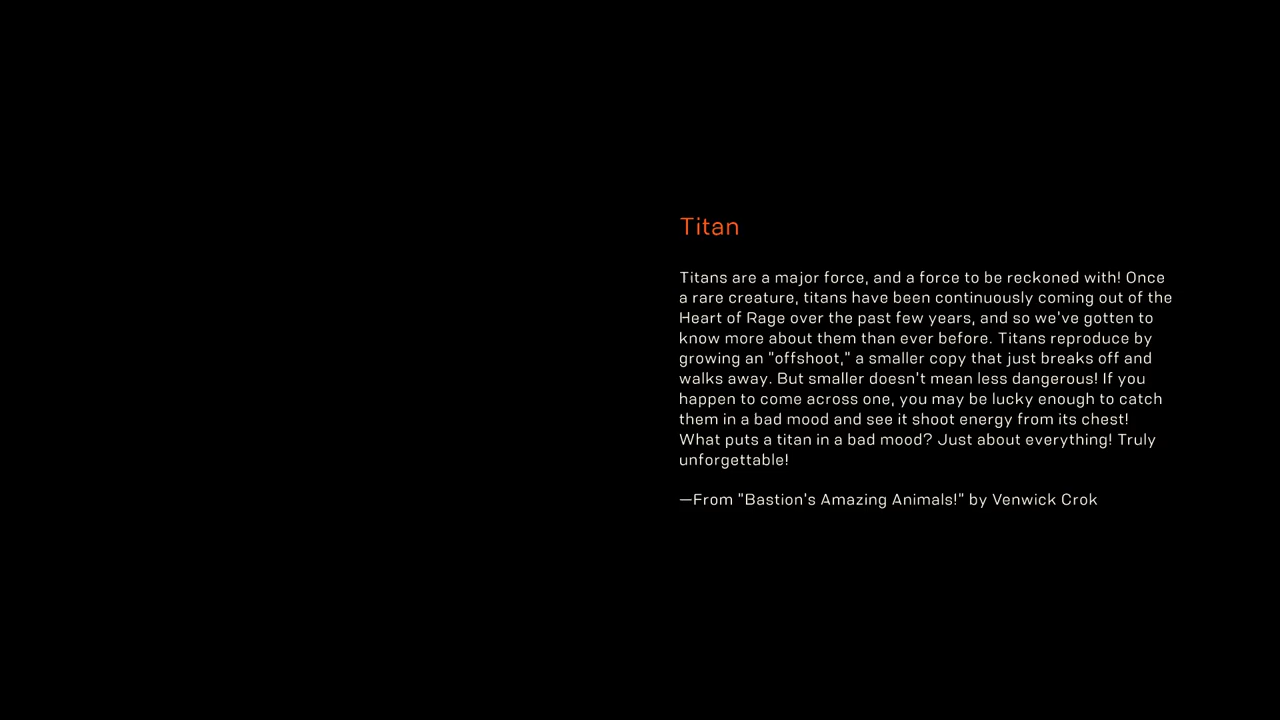 Titan
Titans are a major force, and a force to be reckoned with! Once
a rare creature, titans have been continuously coming out of the
Heart of Rage over the past few years, and so we've gotten to
know more about them than ever before. Titans reproduce by
growing an "offshoot," a smaller copy that just breaks off and
walks away. But smaller doesn't mean less dangerous! If you
happen to come across one, you may be lucky enough to catch
them in a bad mood and see it shoot energy from its chest!
What puts a titan in a bad mood? Just about everything! Truly
unforgettable!
—From "Bastion's Amazing Animals!" by Venwick Crok